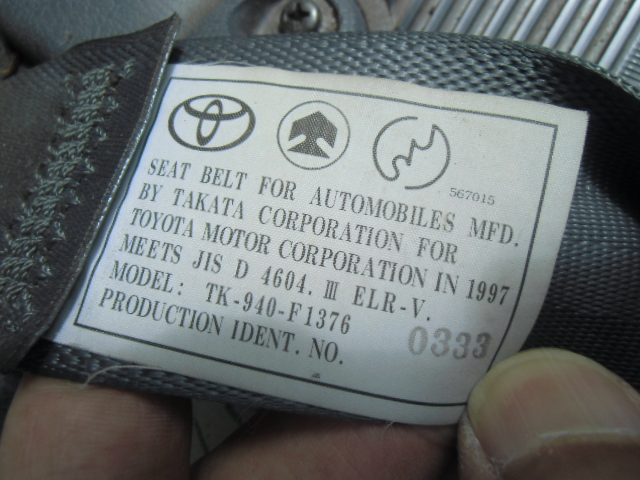 567015
SEAT BELT FOR AUTOMOBILES MFD.
BY TAKATA CORPORATION FOR
TOYOTA MOTOR CORPORATION IN 1997
MEETS JIS D 4604. Ⅲ ELR-V.
MODEL: TK-940-F1376
PRODUCTION IDENT. NO. 0333